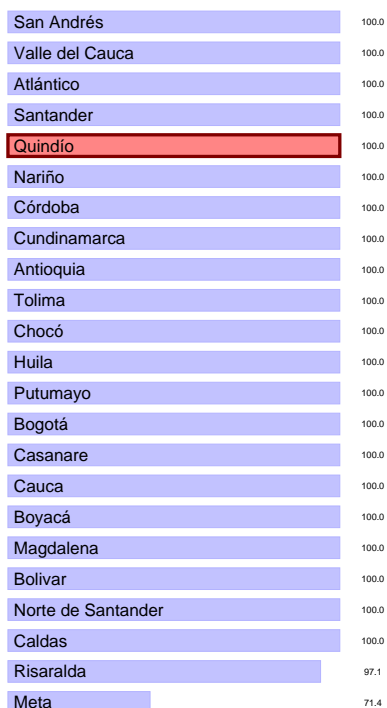 San Andrés 100.0
Valle del Cauca 100.0
Atlántico 100.0
Santander 100.0
Quindío 100.0
Nariño 100.0
Córdoba 100.0
Cundinamarca 100.0
Antioquia 100.0
Tolima 100.0
Chocó 100.0
Huila 100.0
Putumayo 100.0
Bogotá 100.0
Casanare 100.0
Cauca 100.0
Boyacá 100.0
Magdalena 100.0
Bolivar 100.0
Norte de Santander 100.0
Caldas 100.0
Risaralda 97.1
Meta 71.4